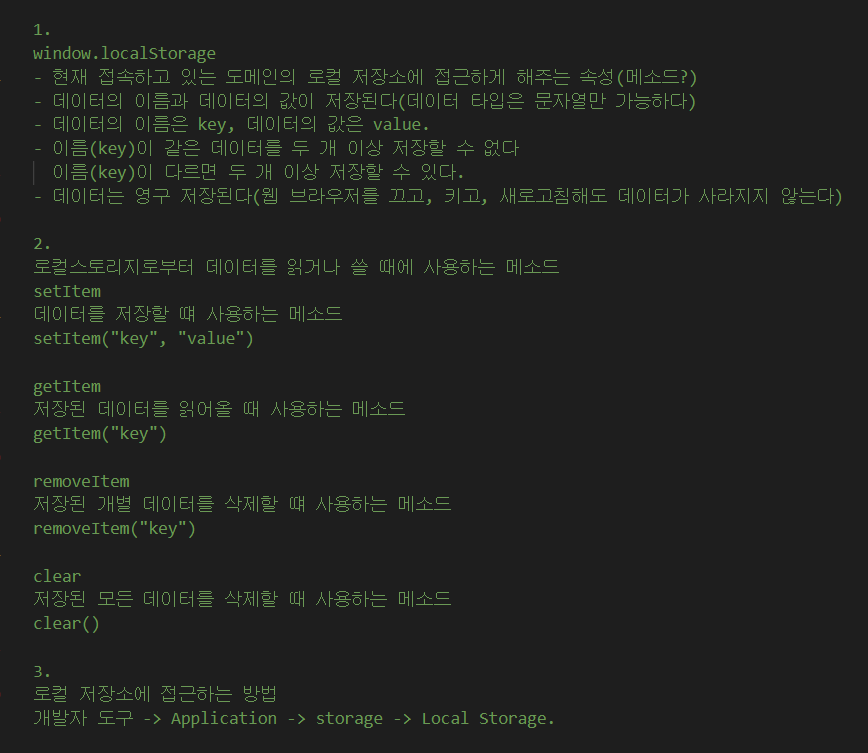 1.
window.localStorage
- 현재 접속하고 있는 도메인의 로컬 저장소에 접근하게 해주는 속성(메소드?)
- 데이터의 이름과 데이터의 값이 저장된다(데이터 타입은 문자열만 가능하다)
- 데이터의 이름은 key, 데이터의 값은 value.
- 이름(key)이 같은 데이터를 두 개 이상 저장할 수 없다
이름(key)이 다르면 두 개 이상 저장할 수 있다.
- 데이터는 영구 저장된다(웹 브라우저를 끄고, 키고, 새로고침해도 데이터가 사라지지 않는다)
2.
로컬스토리지로부터 데이터를 읽거나 쓸 때에 사용하는 메소드
setItem
데이터를 저장할 떄 사용하는 메소드
setItem("key", "value")
getItem
저장된 데이터를 읽어올 때 사용하는 메소드
getItem("key")
removeItem
저장된 개별 데이터를 삭제할 떄 사용하는 메소드
removeItem("key")
clear
저장된 모든 데이터를 삭제할 때 사용하는 메소드
clear()
3.
로컬 저장소에 접근하는 방법
개발자 도구 -> Application -> storage -> Local Storage.